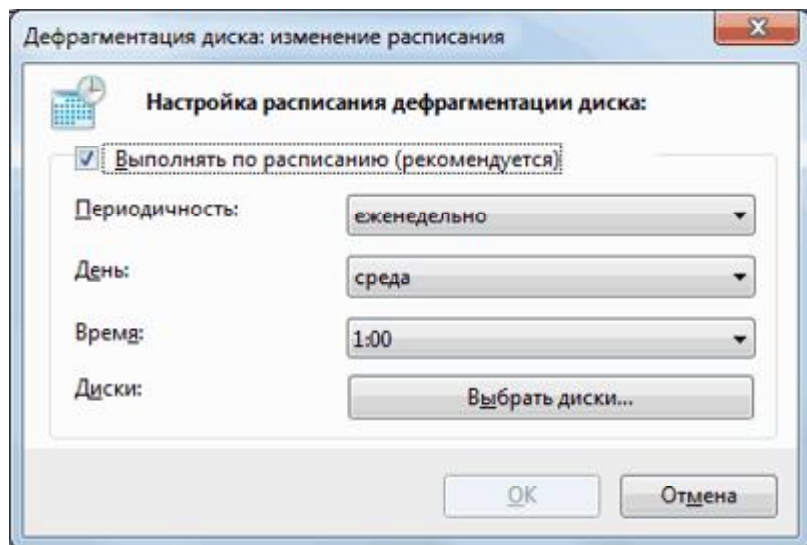 Дефрагментация диска: изменение расписания
Настройка расписания дефрагментации диска:
Выполнять по расписанию (рекомендуется)
Периодичность: еженедельно
День: среда
Время: 1:00
Диски: Выбрать диски...
OK Отмена